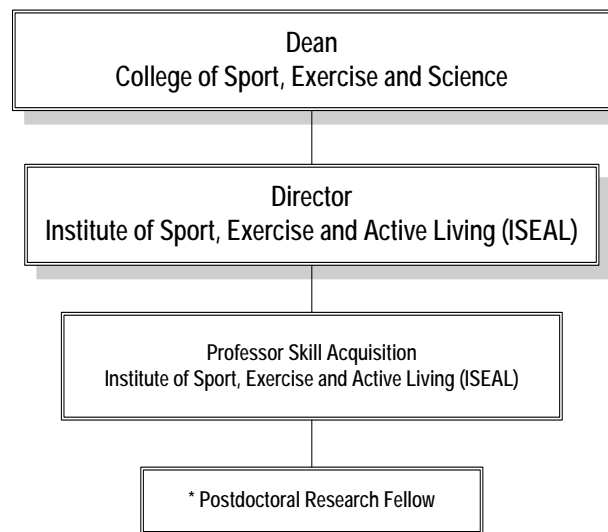 Dean
College of Sport, Exercise and Science
Director
Institute of Sport, Exercise and Active Living (ISEAL)
Professor Skill Acquisition
Institute of Sport, Exercise and Active Living (ISEAL)
* Postdoctoral Research Fellow